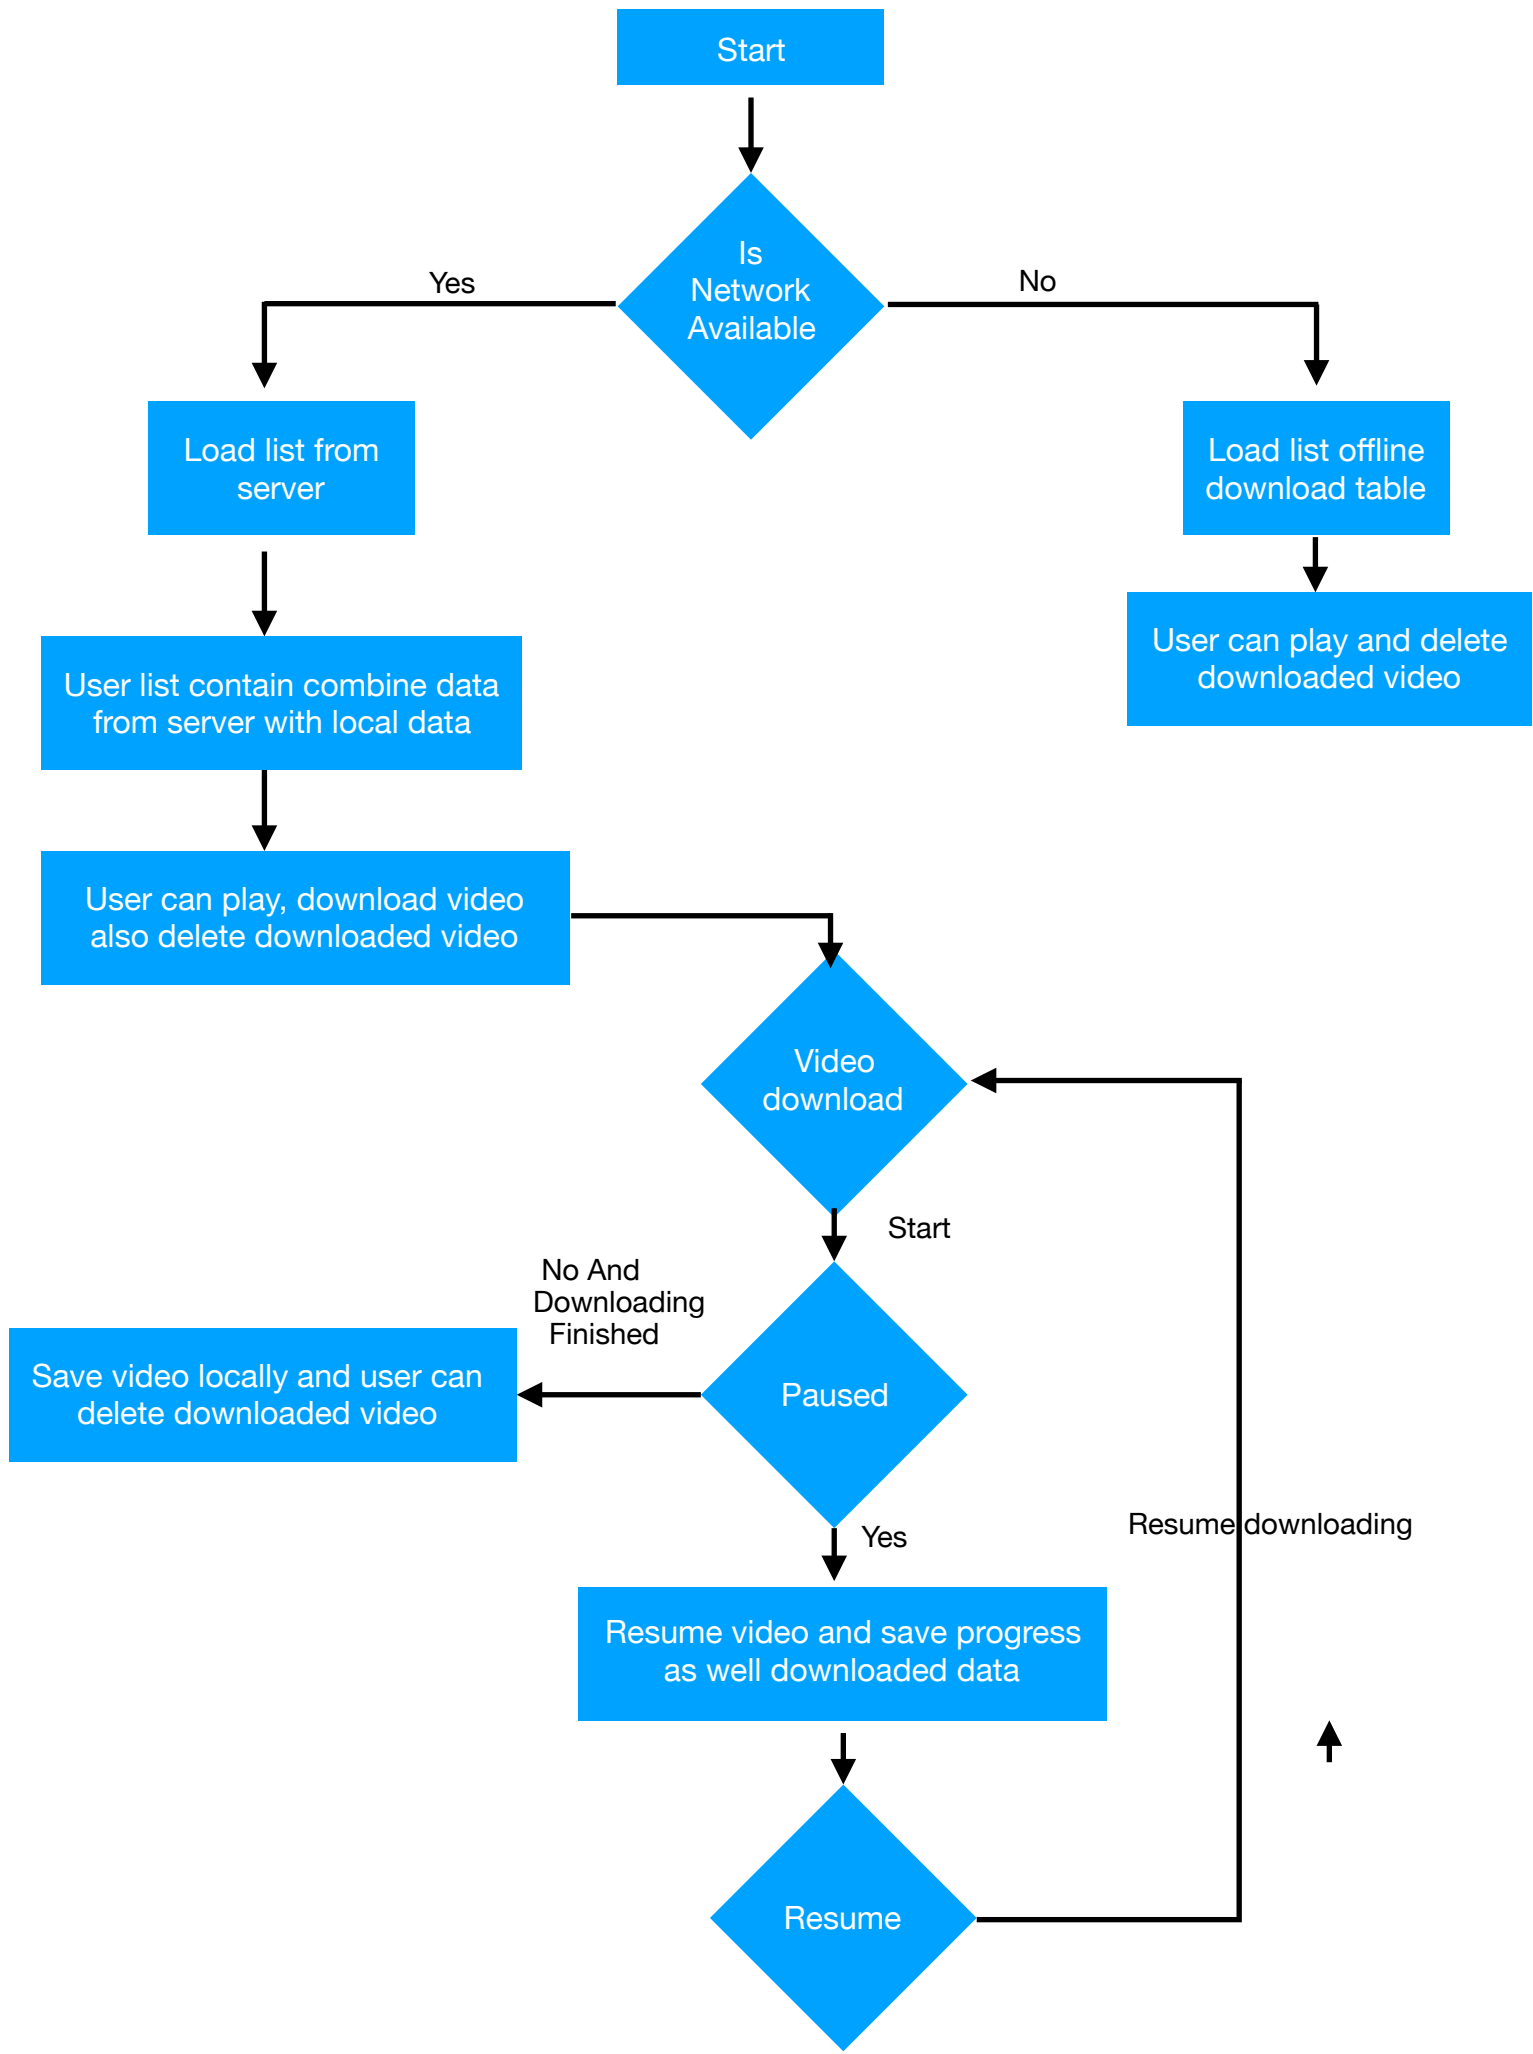 Start
Is
Network
Available
Yes
No
Load list from
server
Load list offline
download table
User can play and delete
downloaded video
User list contain combine data
from server with local data
User can play, download video
also delete downloaded video
Video
download
Start
No And
Downloading
Finished
Save video locally and user can
delete downloaded video
Paused
Yes
Resume downloading
Resume video and save progress
as well downloaded data
Resume